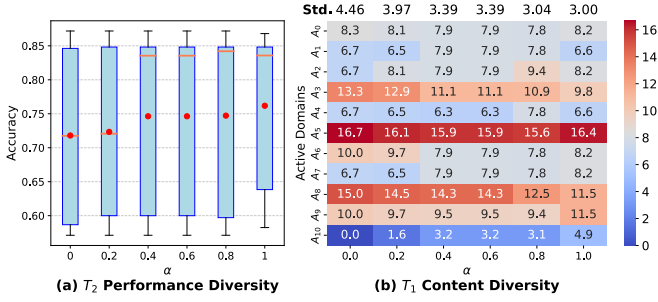 Std. 4.46 3.97 3.39 3.39 3.04 3.00
Accuracy
0.85
0.80
0.75
0.70
0.65
0.60
0 0.2 0.4 0.6 0.8 1
α
(a) T₂ Performance Diversity
Active Domains
A₀ 8.3 8.1 7.9 7.9 7.8 8.2
A₁ 6.7 6.5 7.9 7.9 7.8 6.6
A₂ 6.7 8.1 7.9 7.9 9.4 8.2
A₃ 13.3 12.9 11.1 11.1 10.9 9.8
A₄ 6.7 6.5 6.3 6.3 7.8 6.6
A₅ 16.7 16.1 15.9 15.9 15.6 16.4
A₆ 10.0 9.7 7.9 7.9 7.8 8.2
A₇ 6.7 6.5 7.9 7.9 7.8 8.2
A₈ 15.0 14.5 14.3 14.3 12.5 11.5
A₉ 10.0 9.7 9.5 9.5 9.4 11.5
A₁₀ 0.0 1.6 3.2 3.2 3.1 4.9
0.0 0.2 0.4 0.6 0.8 1.0
α
(b) T₁ Content Diversity
16
14
12
10
8
6
4
2
0